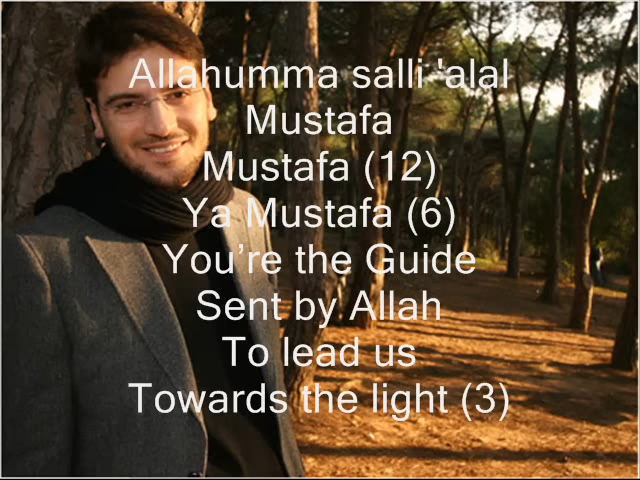 Allahumma salli 'alal
Mustafa
Mustafa (12)
Ya Mustafa (6)
You’re the Guide
Sent by Allah
To lead us
Towards the light (3)